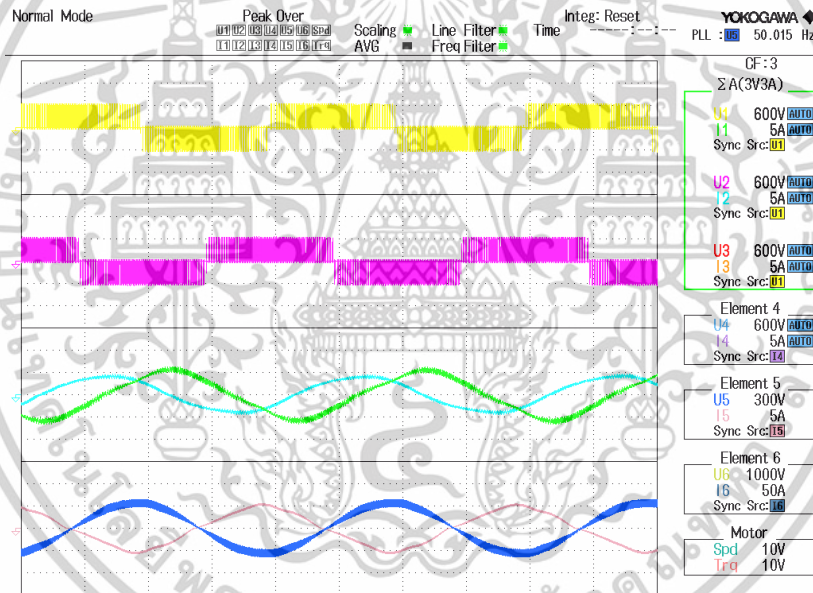 Normal Mode
Peak Over
U1 U2 U3 U4 U5 U6 Spd
I1 I2 I3 I4 I5 I6 Trq
Scaling
AVG
Line Filter
Freq Filter
Time
Integ: Reset
------:--:--
YOKOGAWA
PLL : U5 50.015 Hz
CF:3
ΣA(3V3A)
U1 600V AUTO
I1 5A AUTO
Sync Src: U1
U2 600V AUTO
I2 5A AUTO
Sync Src: U1
U3 600V AUTO
I3 5A AUTO
Sync Src: U1
Element 4
U4 600V AUTO
I4 5A AUTO
Sync Src: I4
Element 5
U5 300V
I5 5A
Sync Src: I5
Element 6
U6 1000V
I6 50A
Sync Src: I6
Motor
Spd 10V
Trq 10V